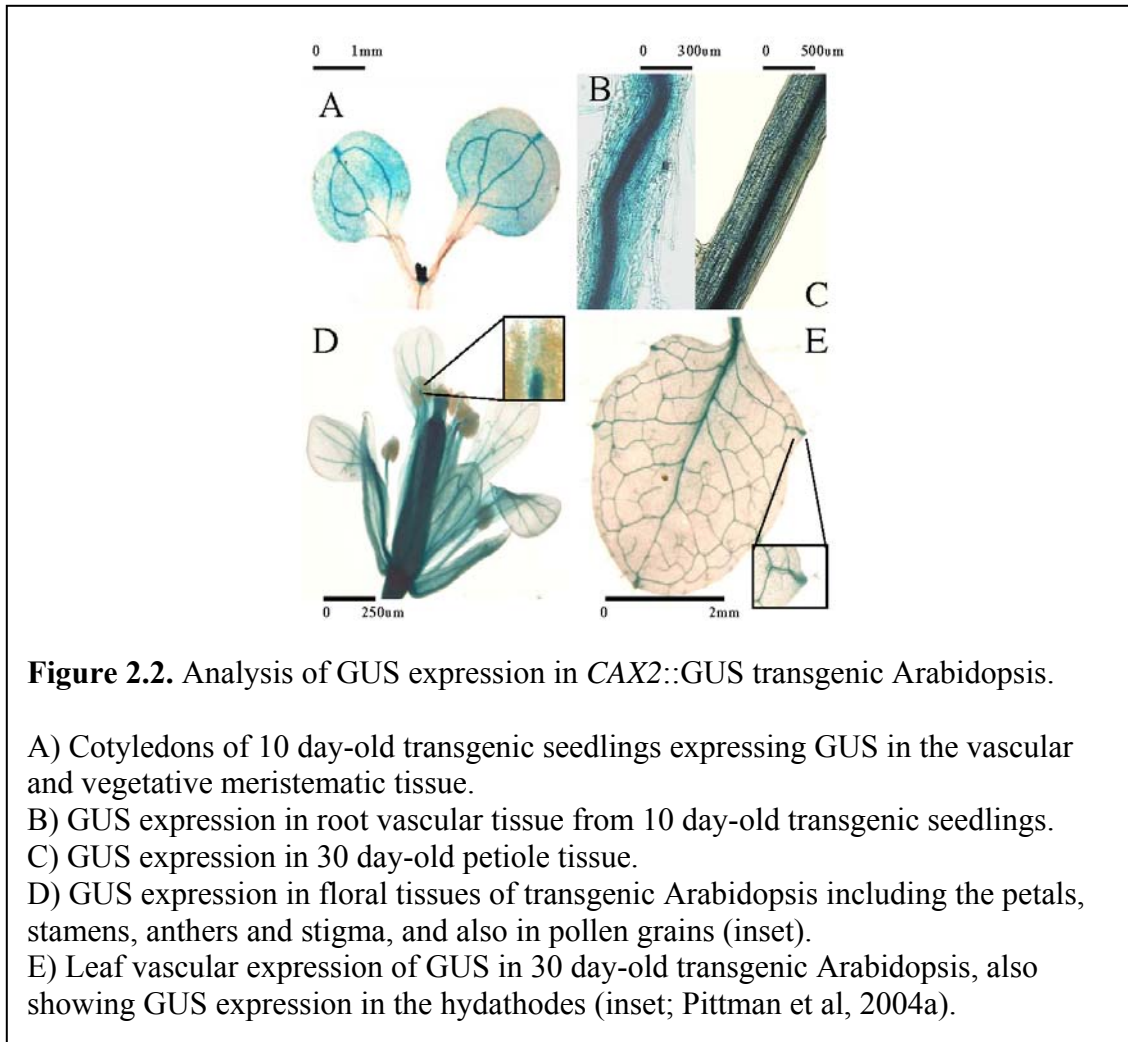 0 1mm
0 300um 0 500um
A
B
C
D
E
0 250um
0 2mm
Figure 2.2. Analysis of GUS expression in CAX2::GUS transgenic Arabidopsis.
A) Cotyledons of 10 day-old transgenic seedlings expressing GUS in the vascular
and vegetative meristematic tissue.
B) GUS expression in root vascular tissue from 10 day-old transgenic seedlings.
C) GUS expression in 30 day-old petiole tissue.
D) GUS expression in floral tissues of transgenic Arabidopsis including the petals,
stamens, anthers and stigma, and also in pollen grains (inset).
E) Leaf vascular expression of GUS in 30 day-old transgenic Arabidopsis, also
showing GUS expression in the hydathodes (inset; Pittman et al, 2004a).